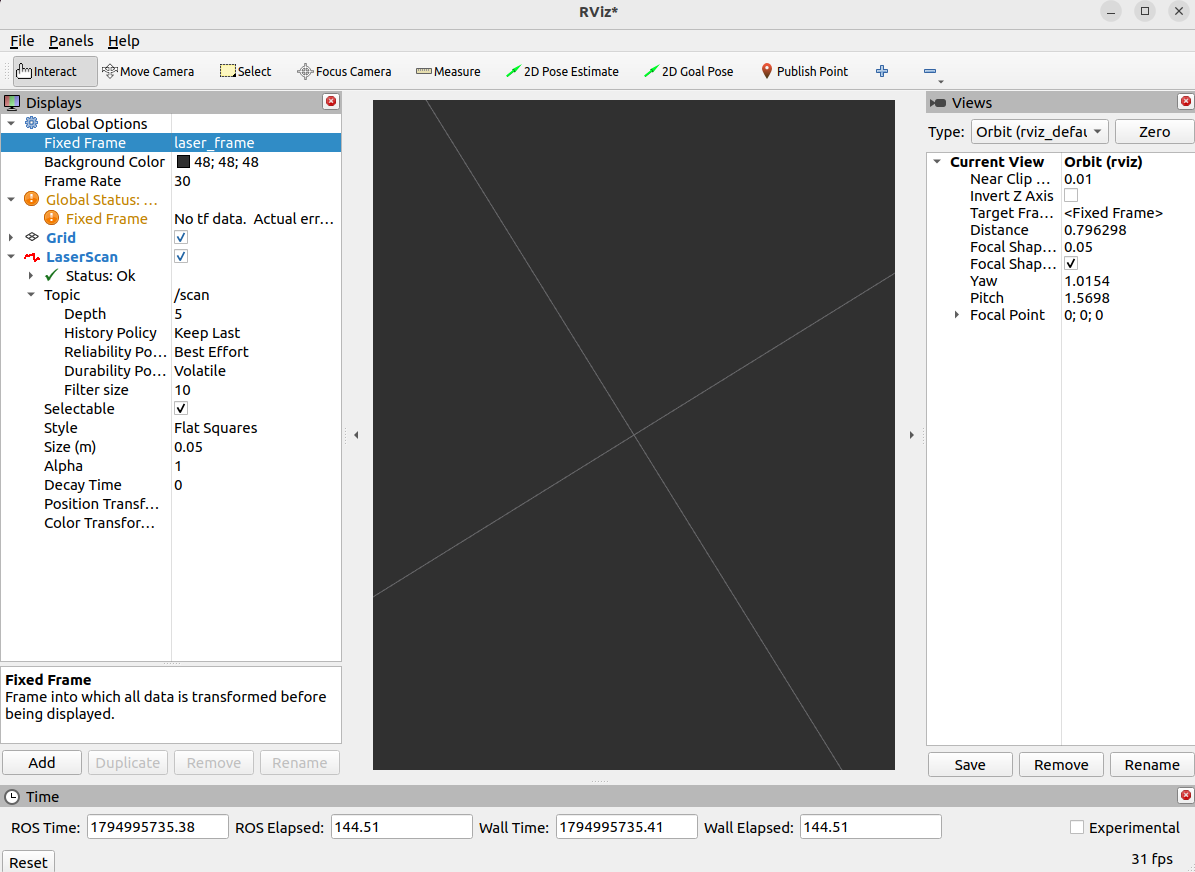 RViz*
File Panels Help
Interact Move Camera Select Focus Camera Measure 2D Pose Estimate 2D Goal Pose Publish Point
Displays
Global Options
Fixed Frame laser_frame
Background Color 48; 48; 48
Frame Rate 30
Global Status: ...
Fixed Frame No tf data. Actual err...
Grid
LaserScan
Status: Ok
Topic /scan
Depth 5
History Policy Keep Last
Reliability Po... Best Effort
Durability Po... Volatile
Filter size 10
Selectable
Style Flat Squares
Size (m) 0.05
Alpha 1
Decay Time 0
Position Transf...
Color Transfor...
Fixed Frame
Frame into which all data is transformed before
being displayed.
Add Duplicate Remove Rename
Views
Type: Orbit (rviz_defau Zero
Current View Orbit (rviz)
Near Clip ... 0.01
Invert Z Axis
Target Fra... <Fixed Frame>
Distance 0.796298
Focal Shap... 0.05
Focal Shap...
Yaw 1.0154
Pitch 1.5698
Focal Point 0; 0; 0
Save Remove Rename
Time
ROS Time: 1794995735.38 ROS Elapsed: 144.51 Wall Time: 1794995735.41 Wall Elapsed: 144.51 Experimental
Reset 31 fps